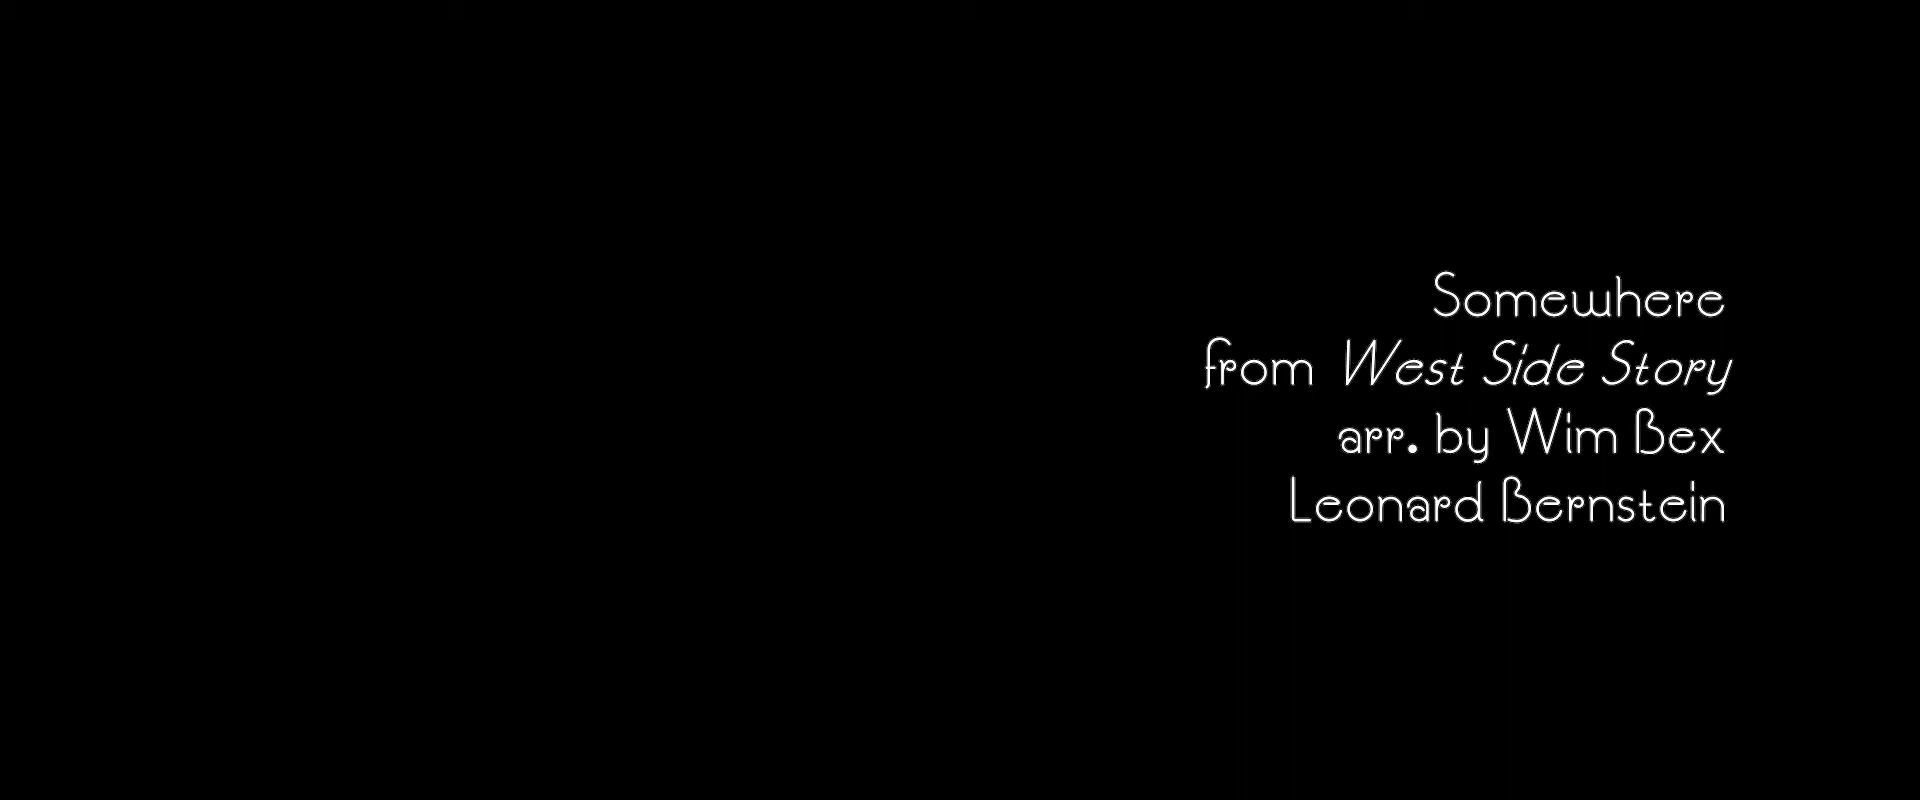 Somewhere
from West Side Story
arr. by Wim Bex
Leonard Bernstein